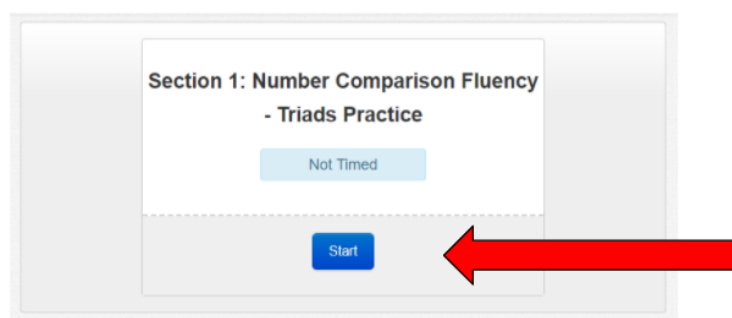 Section 1: Number Comparison Fluency
- Triads Practice
Not Timed
Start